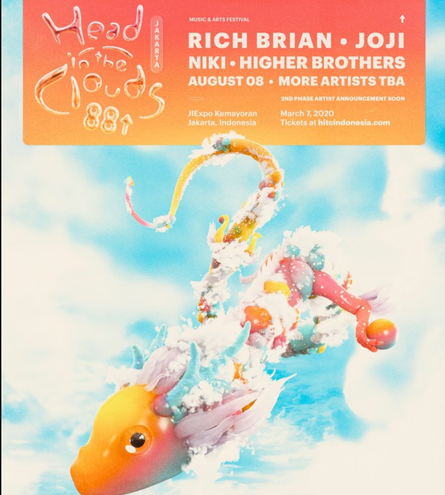 Head
in the
Clouds
88↑
JAKARTA
MUSIC & ARTS FESTIVAL
↑
RICH BRIAN • JOJI
NIKI • HIGHER BROTHERS
AUGUST 08 • MORE ARTISTS TBA
2ND PHASE ARTIST ANNOUNCEMENT SOON
JIExpo Kemayoran
Jakarta, Indonesia
March 7, 2020
Tickets at hitcindonesia.com